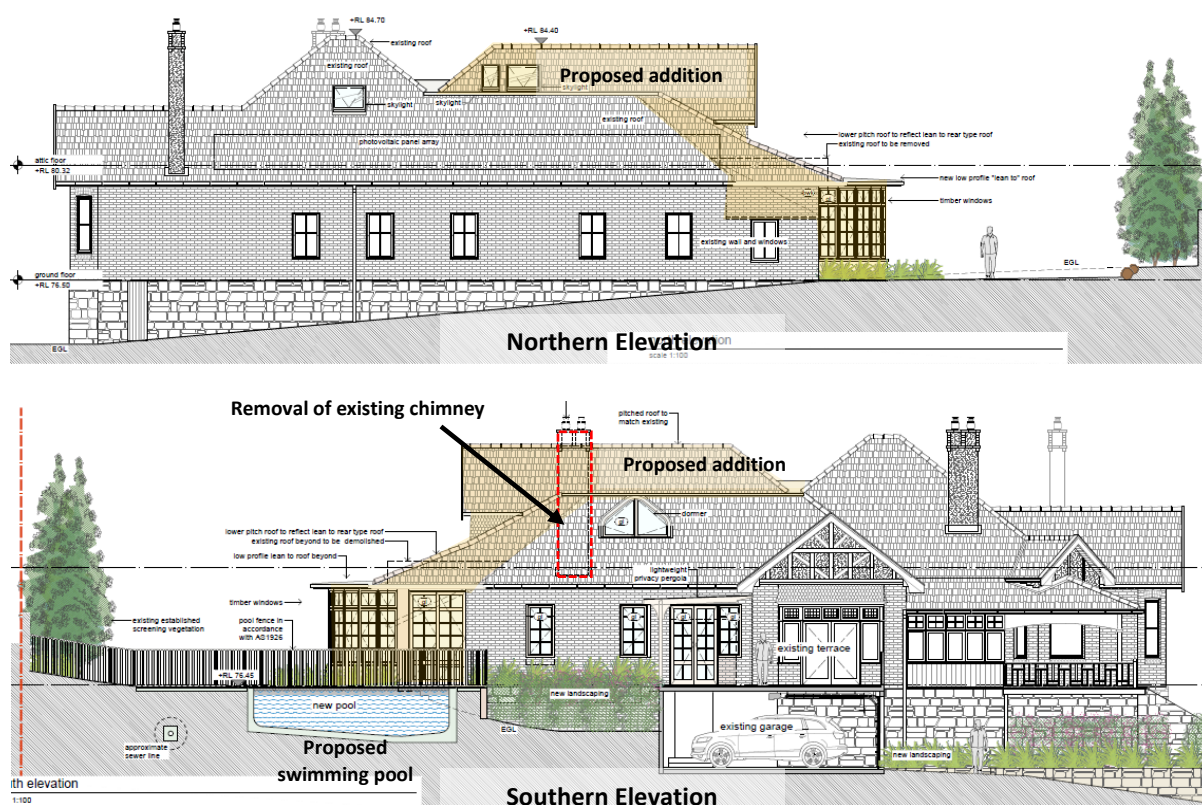 +RL 84.70
existing roof
+RL 84.40
existing roof
Proposed addition
skylight
skylight
skylight
existing roof
photovoltaic panel array
lower pitch roof to reflect lean to rear type roof
existing roof to be removed
attic floor
+RL 80.32
new low profile "lean to" roof
timber windows
existing wall and windows
EGL
ground floor
+RL 76.50
EGL
Northern Elevation
scale 1:100
Removal of existing chimney
pitched roof to
match existing
Proposed addition
dormer
lower pitch roof to reflect lean to rear type roof
existing roof beyond to be demolished
low profile lean to roof beyond
lightweight
privacy pergola
timber windows
existing established
screening vegetation
pool fence in
accordance
with AS1926
existing terrace
+RL 76.45
new landscaping
new pool
EGL
existing garage
approximate
sewer line
Proposed
swimming pool
new landscaping
th elevation
1:100
Southern Elevation